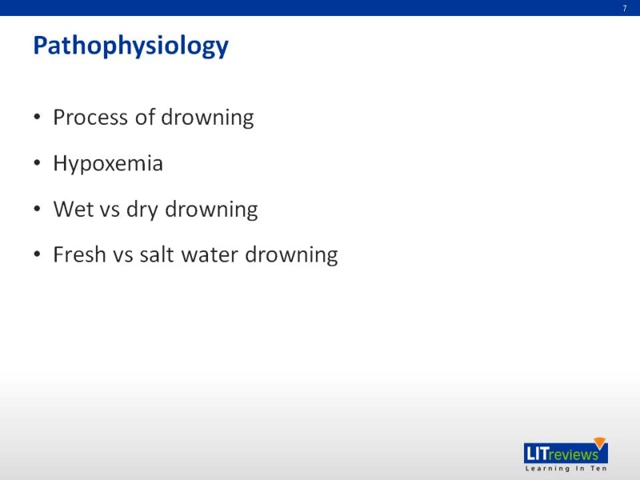 7
Pathophysiology
• Process of drowning
• Hypoxemia
• Wet vs dry drowning
• Fresh vs salt water drowning
LITreviews
Learning In Ten